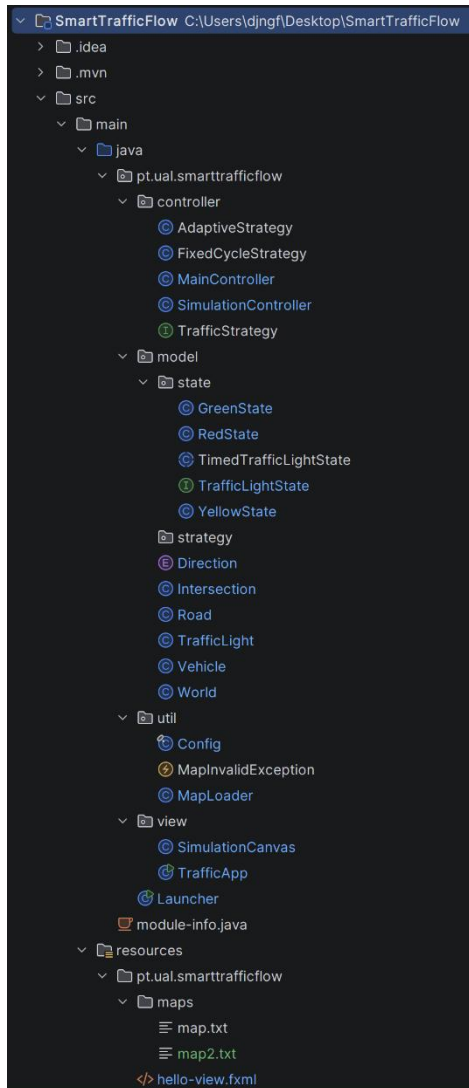 SmartTrafficFlow C:\Users\djngf\Desktop\SmartTrafficFlow
.idea
.mvn
src
main
java
pt.ual.smarttrafficflow
controller
AdaptiveStrategy
FixedCycleStrategy
MainController
SimulationController
TrafficStrategy
model
state
GreenState
RedState
TimedTrafficLightState
TrafficLightState
YellowState
strategy
Direction
Intersection
Road
TrafficLight
Vehicle
World
util
Config
MapInvalidException
MapLoader
view
SimulationCanvas
TrafficApp
Launcher
module-info.java
resources
pt.ual.smarttrafficflow
maps
map.txt
map2.txt
hello-view.fxml